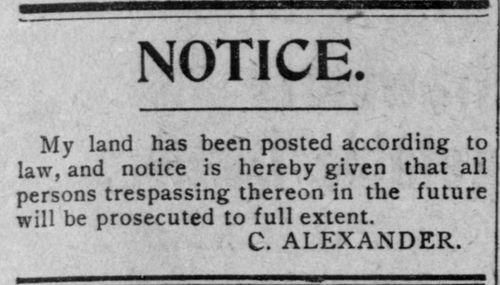 NOTICE.
My land has been posted according to
law, and notice is hereby given that all
persons trespassing thereon in the future
will be prosecuted to full extent.
C. ALEXANDER.